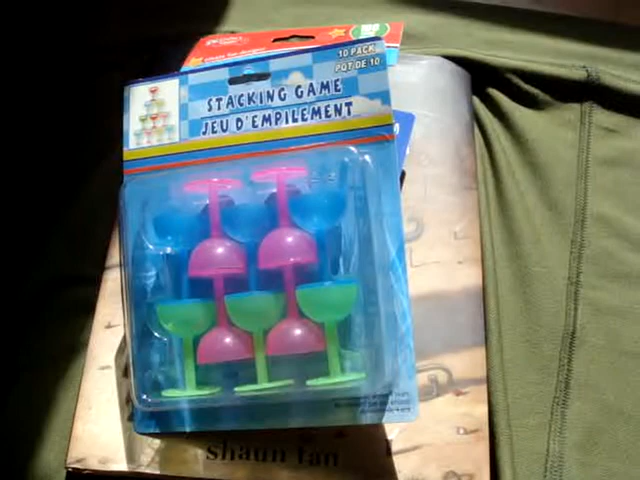 10 PACK
PQT DE 10
STACKING GAME
JEU D'EMPILEMENT
shaun tan